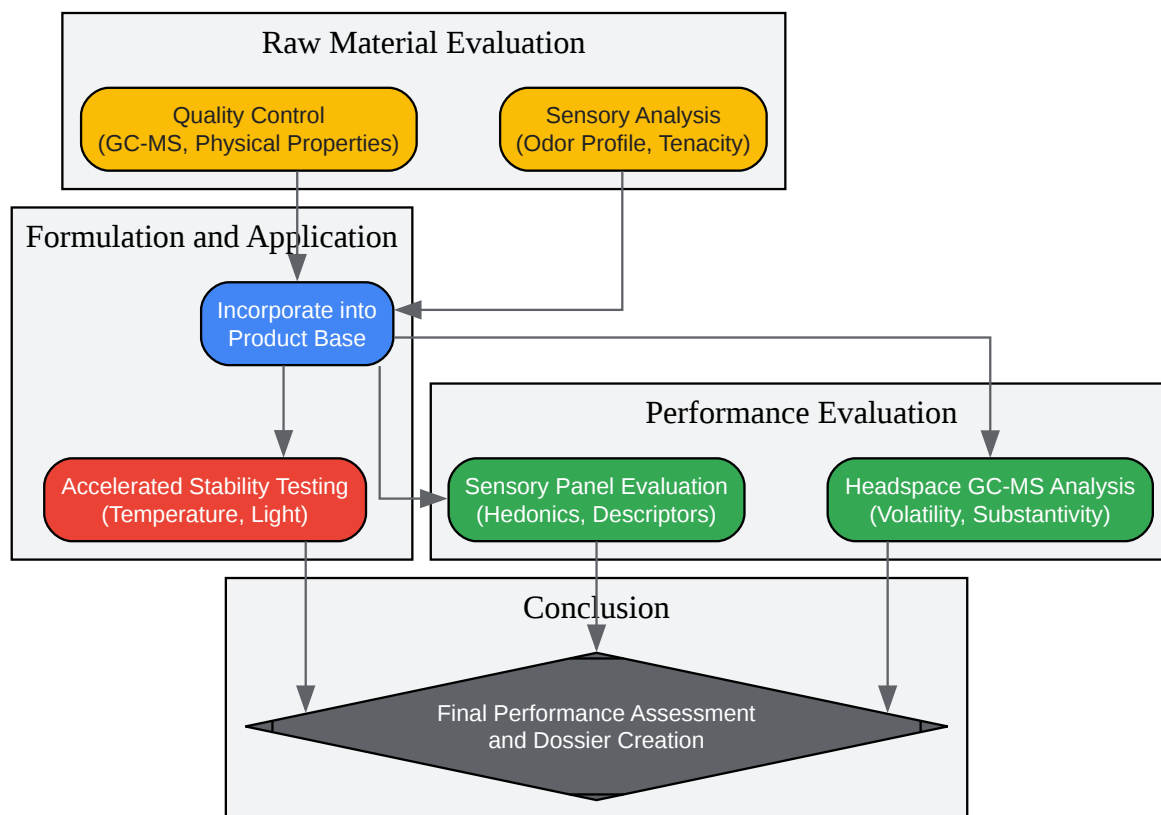 Raw Material Evaluation
Quality Control
(GC-MS, Physical Properties)
Sensory Analysis
(Odor Profile, Tenacity)
Formulation and Application
Incorporate into
Product Base
Accelerated Stability Testing
(Temperature, Light)
Performance Evaluation
Sensory Panel Evaluation
(Hedonics, Descriptors)
Headspace GC-MS Analysis
(Volatility, Substantivity)
Conclusion
Final Performance Assessment
and Dossier Creation